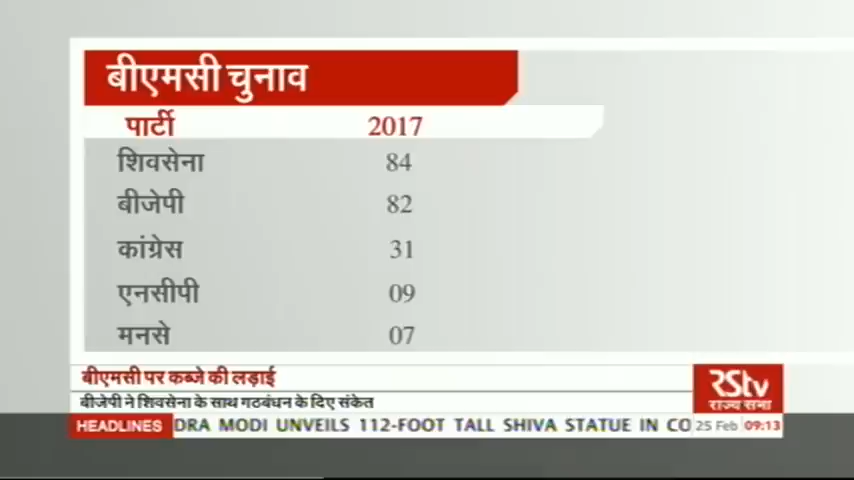 बीएमसी चुनाव
पार्टी 2017
शिवसेना 84
बीजेपी 82
कांग्रेस 31
एनसीपी 09
मनसे 07
बीएमसी पर कब्जे की लड़ाई
बीजेपी ने शिवसेना के साथ गठबंधन के दिए संकेत
RStv
राज्य सभा
HEADLINES DRA MODI UNVEILS 112-FOOT TALL SHIVA STATUE IN CO 25 Feb 09:13